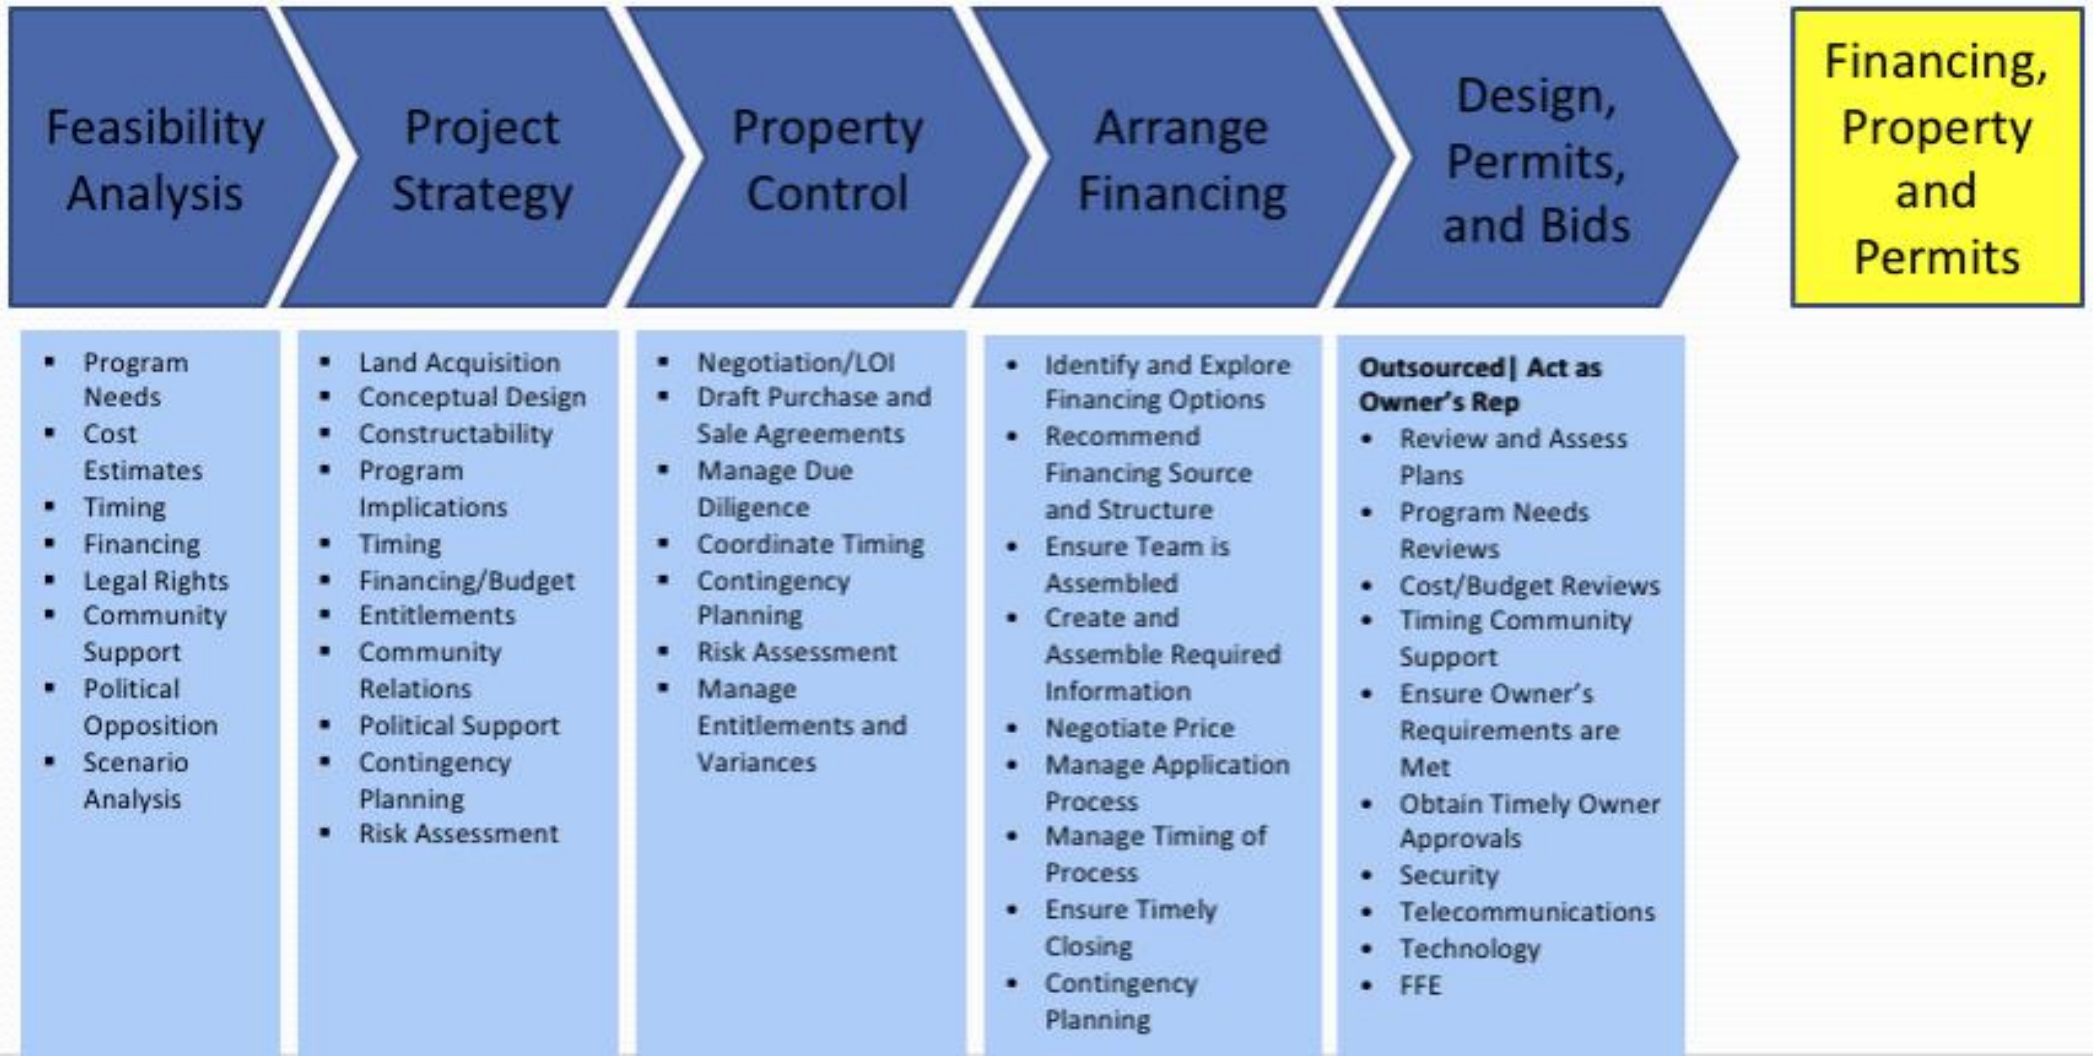 Feasibility
Analysis
Project
Strategy
Property
Control
Arrange
Financing
Design,
Permits,
and Bids
Financing,
Property
and
Permits
▪ Program
Needs
▪ Cost
Estimates
▪ Timing
▪ Financing
▪ Legal Rights
▪ Community
Support
▪ Political
Opposition
▪ Scenario
Analysis
▪ Land Acquisition
▪ Conceptual Design
▪ Constructability
▪ Program
Implications
▪ Timing
▪ Financing/Budget
▪ Entitlements
▪ Community
Relations
▪ Political Support
▪ Contingency
Planning
▪ Risk Assessment
▪ Negotiation/LOI
▪ Draft Purchase and
Sale Agreements
▪ Manage Due
Diligence
▪ Coordinate Timing
▪ Contingency
Planning
▪ Risk Assessment
▪ Manage
Entitlements and
Variances
• Identify and Explore
Financing Options
• Recommend
Financing Source
and Structure
• Ensure Team is
Assembled
• Create and
Assemble Required
Information
• Negotiate Price
• Manage Application
Process
• Manage Timing of
Process
• Ensure Timely
Closing
• Contingency
Planning
Outsourced| Act as
Owner's Rep
• Review and Assess
Plans
• Program Needs
Reviews
• Cost/Budget Reviews
• Timing Community
Support
• Ensure Owner's
Requirements are
Met
• Obtain Timely Owner
Approvals
• Security
• Telecommunications
• Technology
• FFE